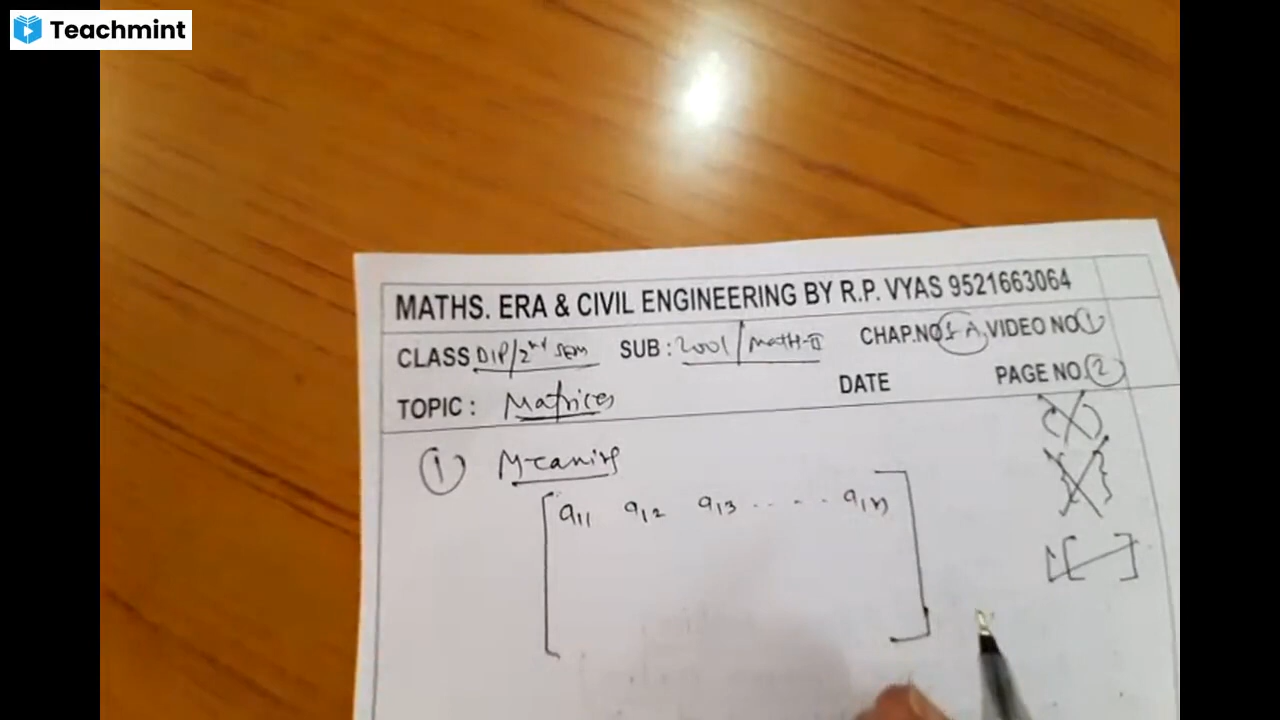 Teachmint
MATHS. ERA & CIVIL ENGINEERING BY R.P. VYAS 9521663064
CLASS DIP/2nd SEM SUB : 2001/MATH-II CHAP.NO 1-A VIDEO NO 1
TOPIC : Matrices DATE PAGE NO. 2
1 Meaning
a11 a12 a13 ..... a1n